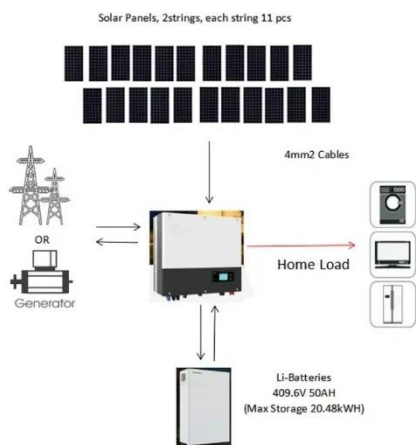 Solar Panels, 2strings, each string 11 pcs
4mm2 Cables
OR
Generator
Home Load
Li-Batteries
409.6V 50AH
(Max Storage 20.48kWH)